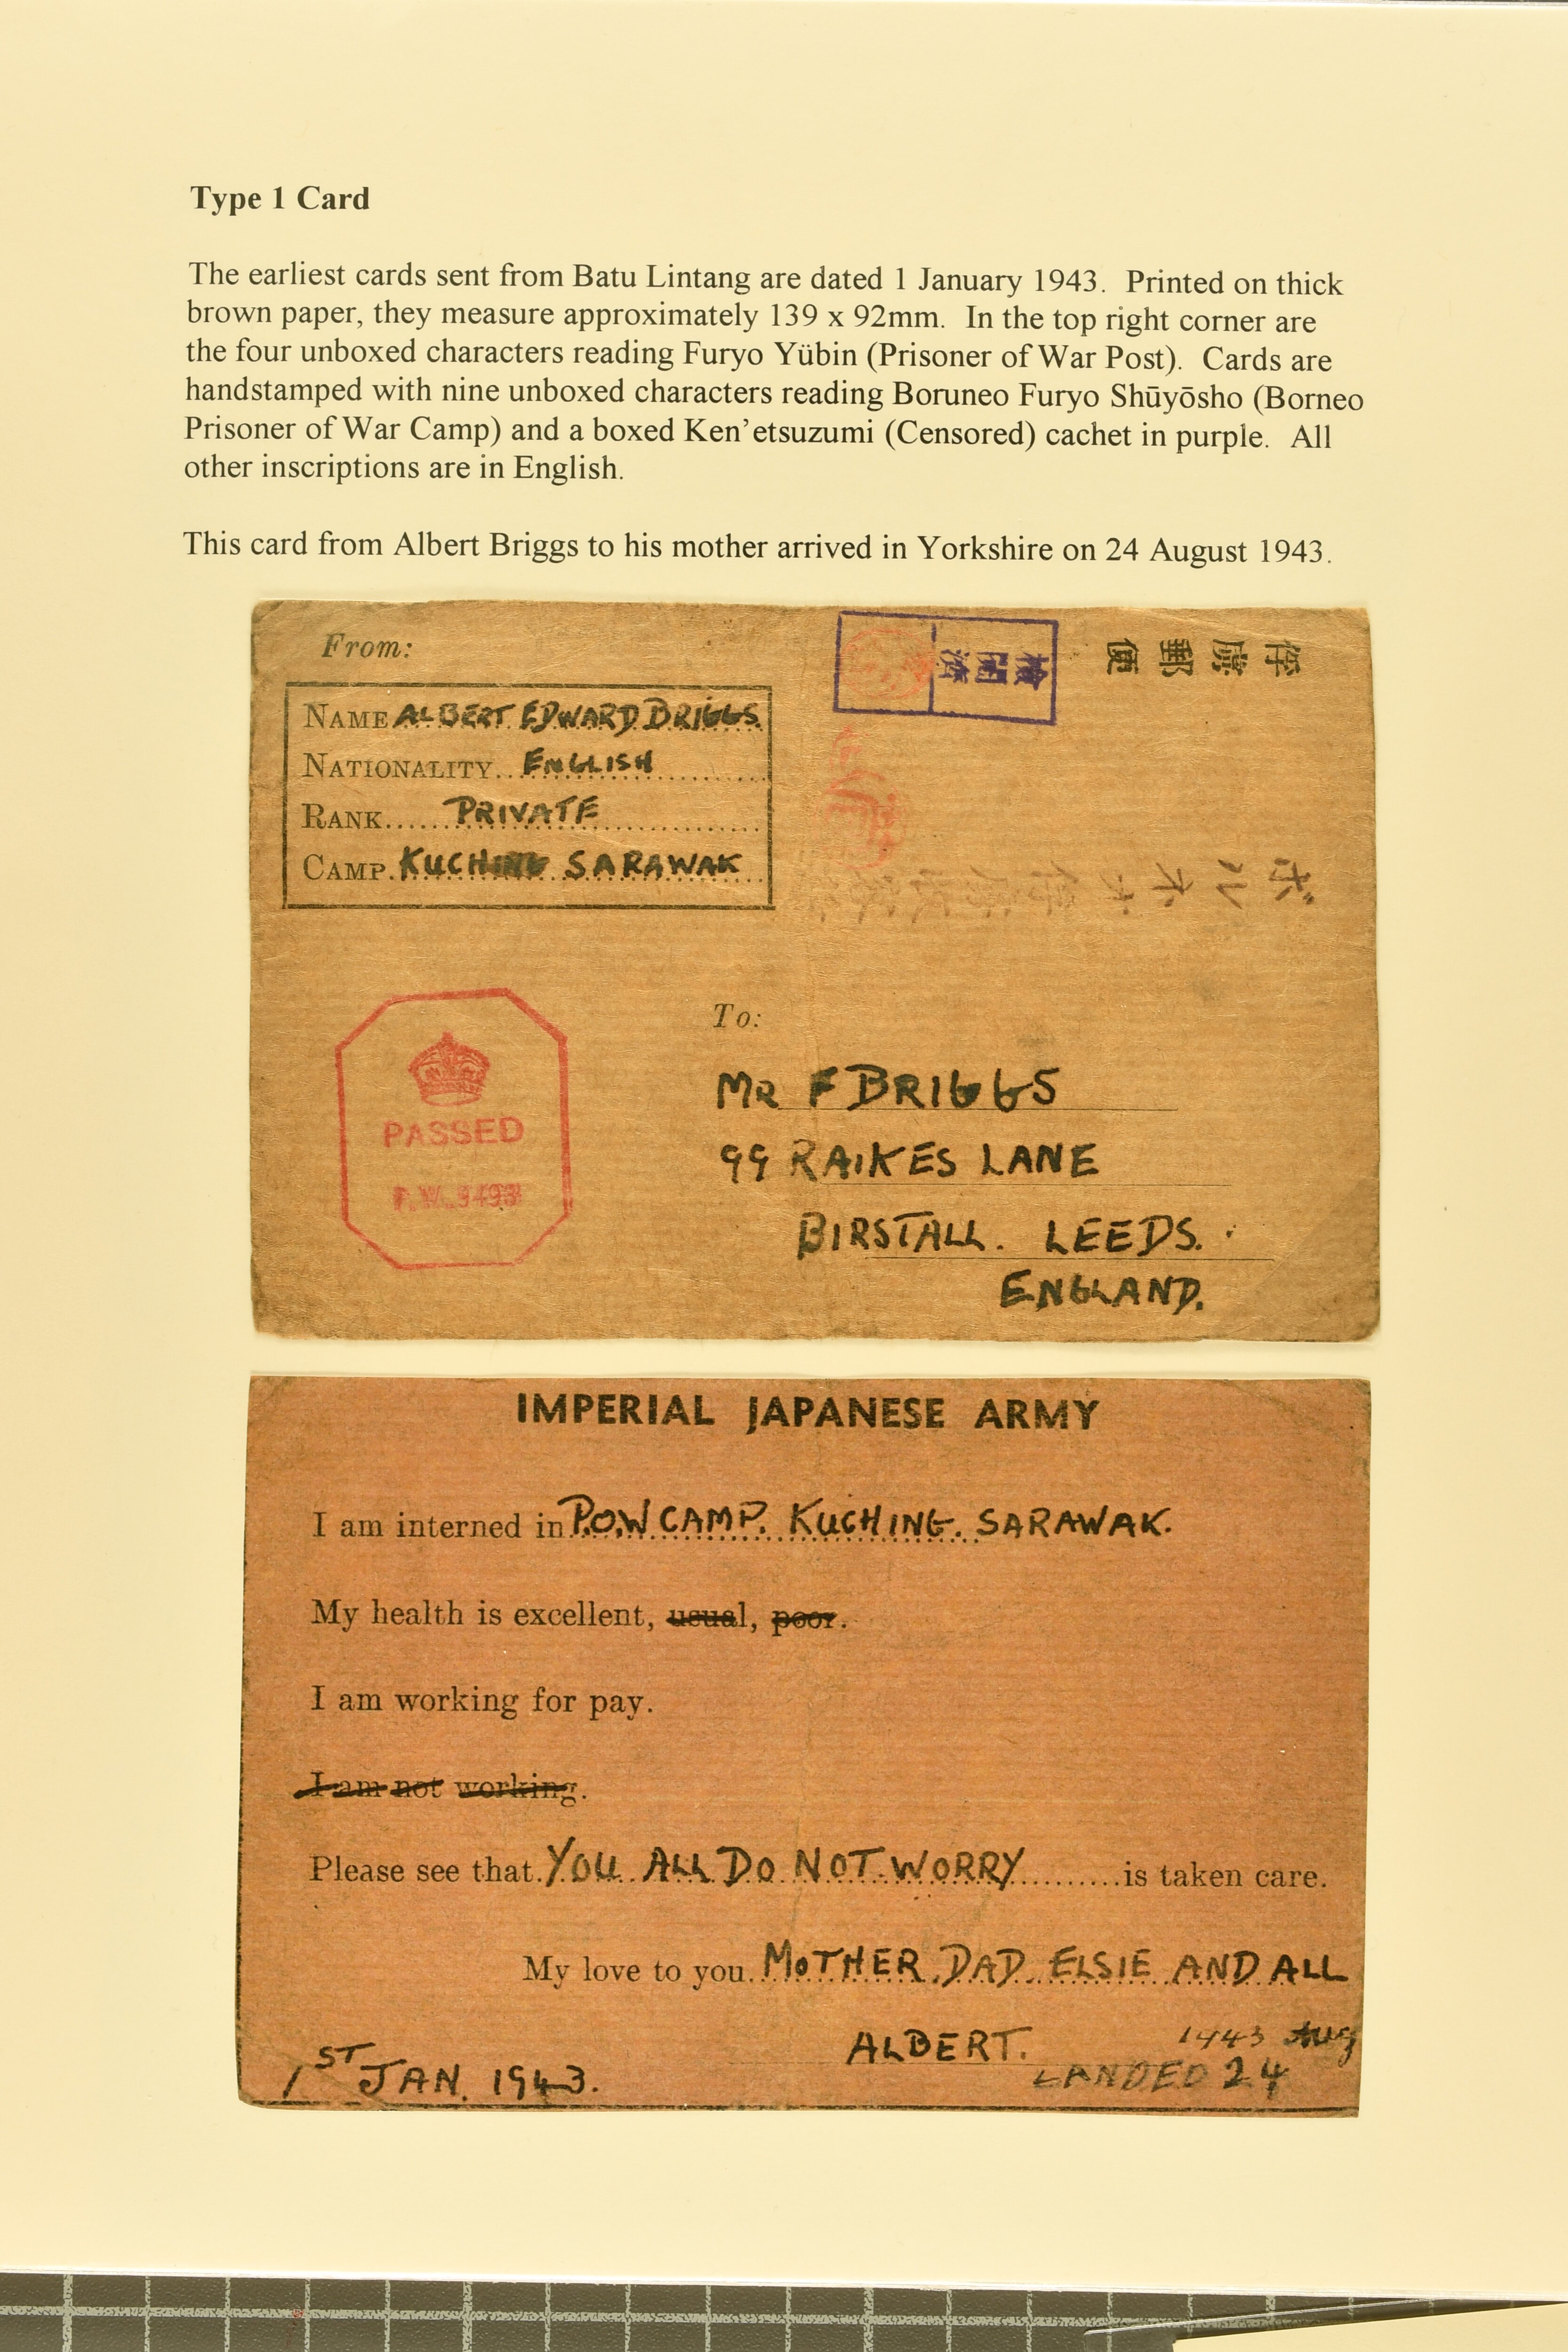 Type 1 Card
The earliest cards sent from Batu Lintang are dated 1 January 1943. Printed on thick
brown paper, they measure approximately 139 x 92mm. In the top right corner are
the four unboxed characters reading Furyo Yübin (Prisoner of War Post). Cards are
handstamped with nine unboxed characters reading Boruneo Furyo Shūyōsho (Borneo
Prisoner of War Camp) and a boxed Ken'etsuzumi (Censored) cachet in purple. All
other inscriptions are in English.
This card from Albert Briggs to his mother arrived in Yorkshire on 24 August 1943.
From:
NAME ALBERT EDWARD BRIGGS
NATIONALITY ENGLISH
RANK PRIVATE
CAMP KUCHING SARAWAK
検閲済
俘虜郵便
ボルネオ
PASSED
To:
MR F BRIGGS
99 RAIKES LANE
BIRSTALL. LEEDS.
ENGLAND.
IMPERIAL JAPANESE ARMY
I am interned in P.O.W CAMP. KUCHING. SARAWAK.
My health is excellent, usual, poor.
I am working for pay.
I am not working.
Please see that YOU ALL DO NOT WORRY is taken care.
My love to you MOTHER DAD ELSIE AND ALL
ALBERT.
1943 Aug
LANDED 24
1ST JAN. 1943.